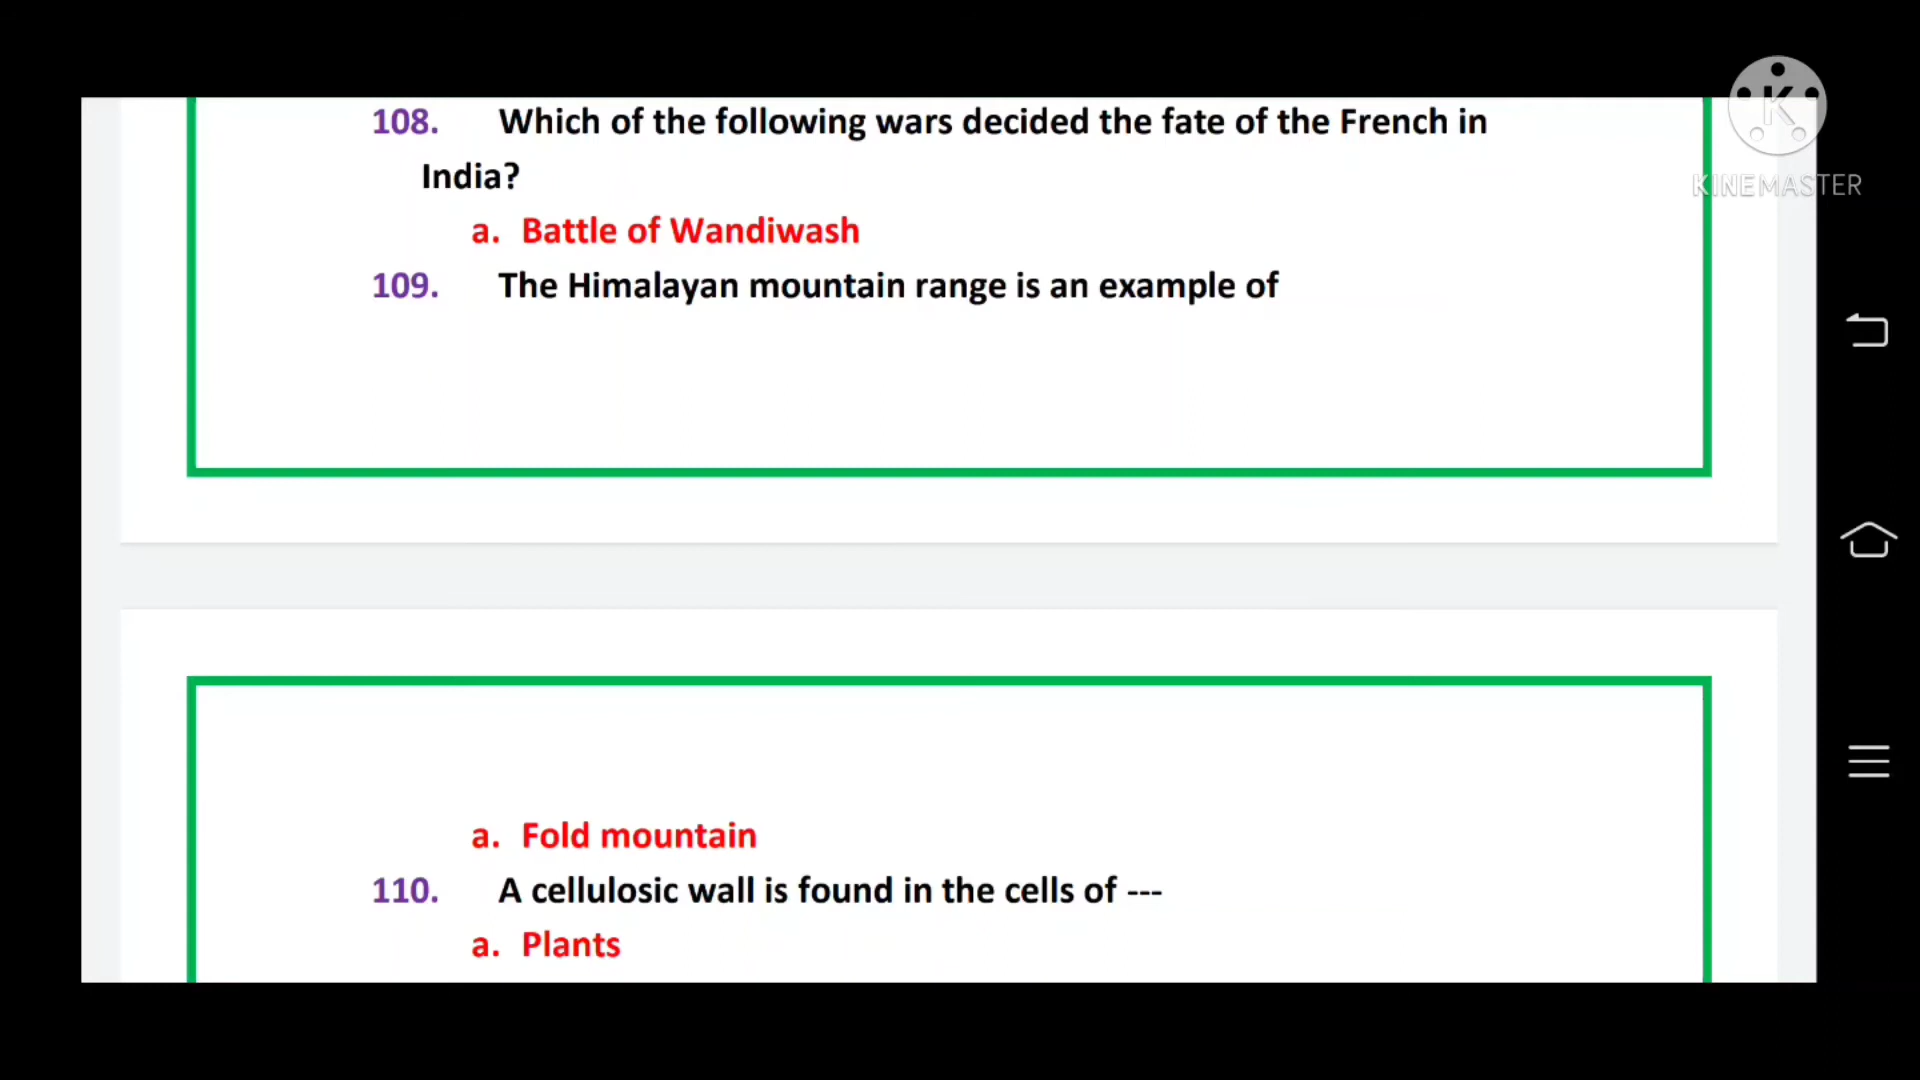 108. Which of the following wars decided the fate of the French in
India?
a. Battle of Wandiwash
109. The Himalayan mountain range is an example of
a. Fold mountain
110. A cellulosic wall is found in the cells of ---
a. Plants
K
KINEMASTER